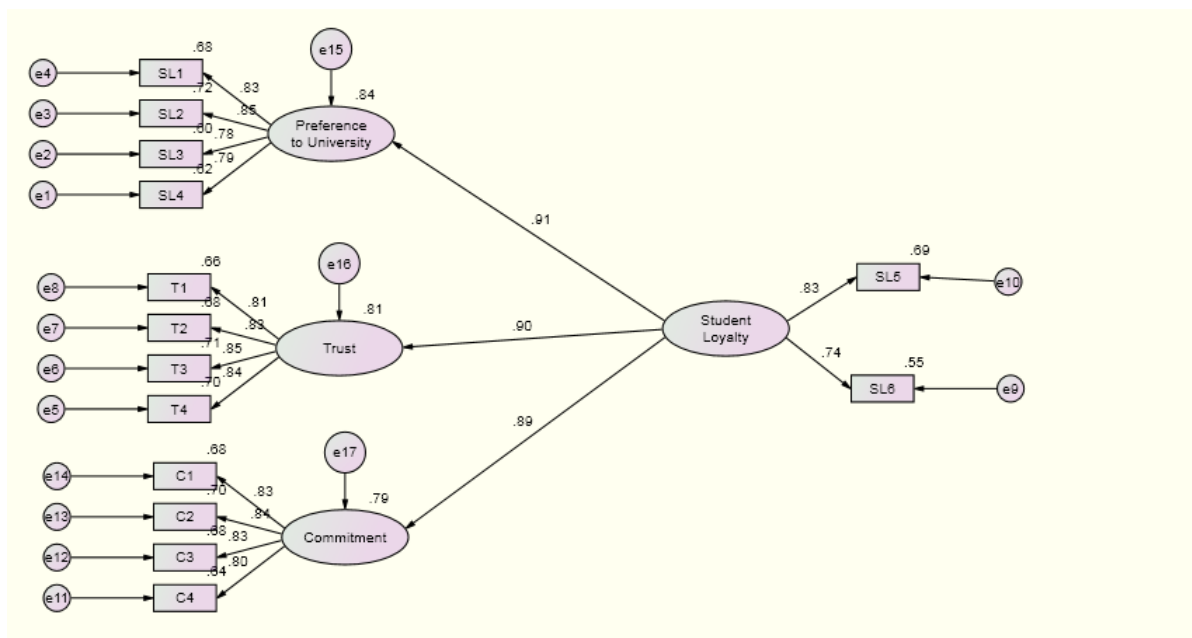 e15
.68
.84
e4
SL1
.83
.72
e3
SL2
.85
Preference
to University
.60
e2
SL3
.78
.79
.62
e1
SL4
.91
e16
.66
.81
e8
T1
.81
.68
e7
T2
.83
Trust
.71
e6
T3
.85
.84
.70
e5
T4
.90
Student
Loyalty
.69
.83
SL5
e10
.74
.55
SL6
e9
.89
e17
.68
.79
e14
C1
.83
.70
e13
C2
.84
Commitment
.68
e12
C3
.83
.80
.64
e11
C4